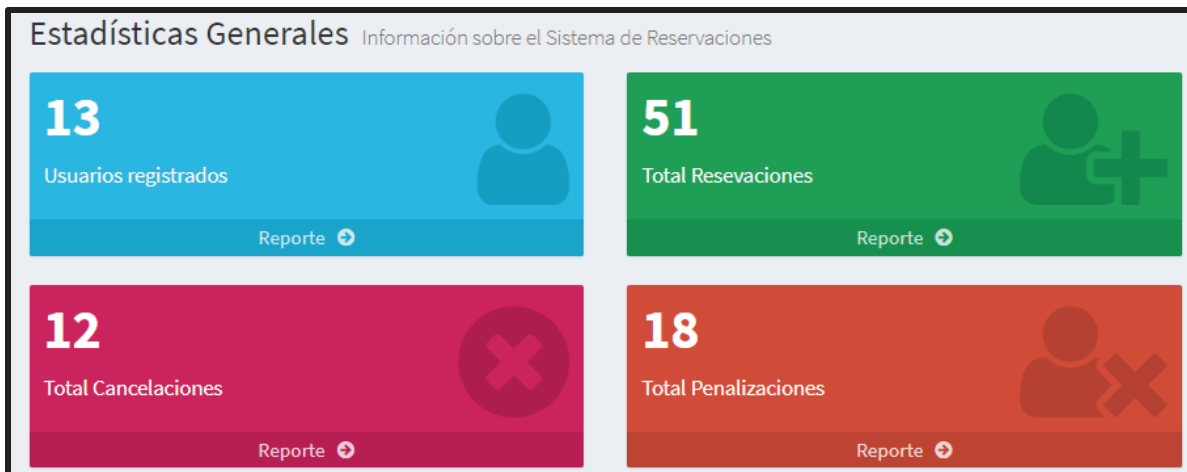 Estadísticas Generales Información sobre el Sistema de Reservaciones
13
Usuarios registrados
Reporte
51
Total Resevaciones
Reporte
12
Total Cancelaciones
Reporte
18
Total Penalizaciones
Reporte